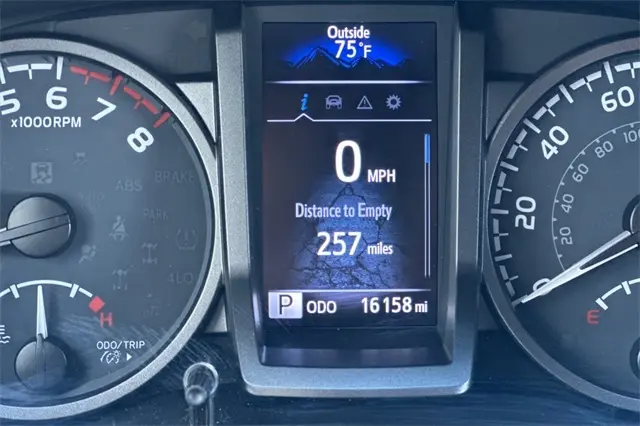 Outside
75°F
i
0 MPH
Distance to Empty
257 miles
P ODO 16158 mi
5 6 7 8
x1000RPM
ABS
BRAKE
PARK
H
ODO/TRIP
0 20 40 60
20 40 60 80 100
E